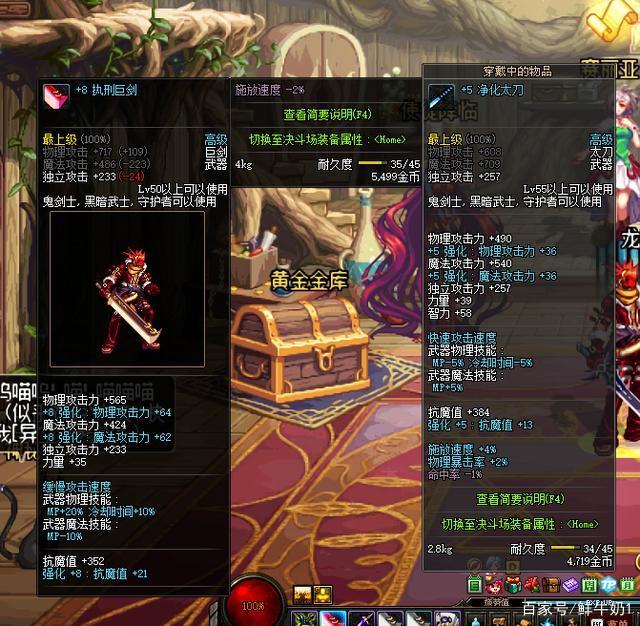 +8 执刑巨剑
最上级(100%) 高级
物理攻击 +717 (+109) 巨剑
魔法攻击 +486 (-223) 武器
独立攻击 +233 (-24)
Lv50以上可以使用
鬼剑士, 黑暗武士, 守护者可以使用
物理攻击力 +565
+8 强化 : 物理攻击力 +64
魔法攻击力 +424
+8 强化 : 魔法攻击力 +62
独立攻击力 +233
力量 +35
缓慢攻击速度
武器物理技能 :
MP+20% 冷却时间+10%
武器魔法技能 :
MP-10%
抗魔值 +352
强化 +8 : 抗魔值 +21
施放速度 -2%
查看简要说明(F4)
切换至决斗场装备属性 : <Home>
4kg 耐久度 35/45
5,499金币
黄金金库
穿戴中的物品
+5 净化太刀
最上级(100%) 高级
物理攻击 +608 太刀
魔法攻击 +709 武器
独立攻击 +257
Lv55以上可以使用
鬼剑士, 黑暗武士, 守护者可以使用
物理攻击力 +490
+5 强化 : 物理攻击力 +36
魔法攻击力 +540
+5 强化 : 魔法攻击力 +36
独立攻击力 +257
力量 +39
智力 +58
快速攻击速度
武器物理技能 :
MP-5% 冷却时间-5%
武器魔法技能 :
MP+5%
抗魔值 +384
强化 +5 : 抗魔值 +13
施放速度 +4%
物理暴击率 +2%
命中率 -1%
查看简要说明(F4)
切换至决斗场装备属性 : <Home>
2.8kg 耐久度 34/45
4,719金币
赛丽亚
龙
100%
疲劳值
百家号/鲜牛奶1